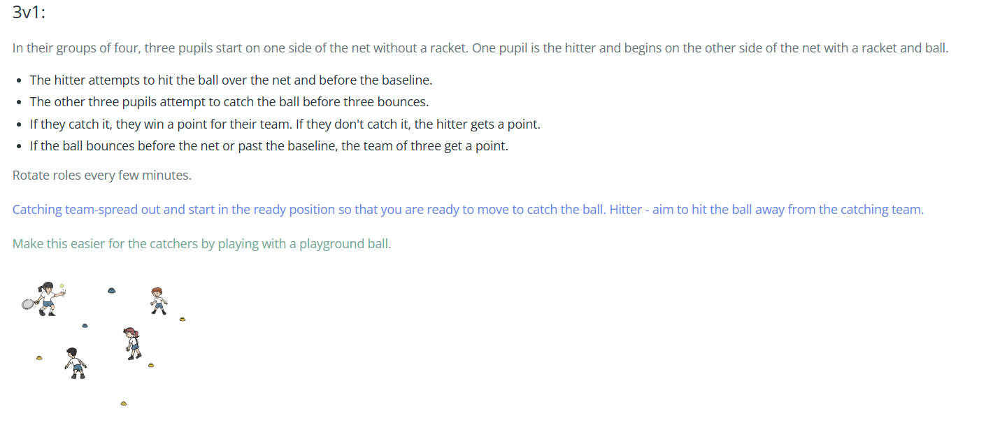 3v1:
In their groups of four, three pupils start on one side of the net without a racket. One pupil is the hitter and begins on the other side of the net with a racket and ball.
• The hitter attempts to hit the ball over the net and before the baseline.
• The other three pupils attempt to catch the ball before three bounces.
• If they catch it, they win a point for their team. If they don't catch it, the hitter gets a point.
• If the ball bounces before the net or past the baseline, the team of three get a point.
Rotate roles every few minutes.
Catching team-spread out and start in the ready position so that you are ready to move to catch the ball. Hitter - aim to hit the ball away from the catching team.
Make this easier for the catchers by playing with a playground ball.